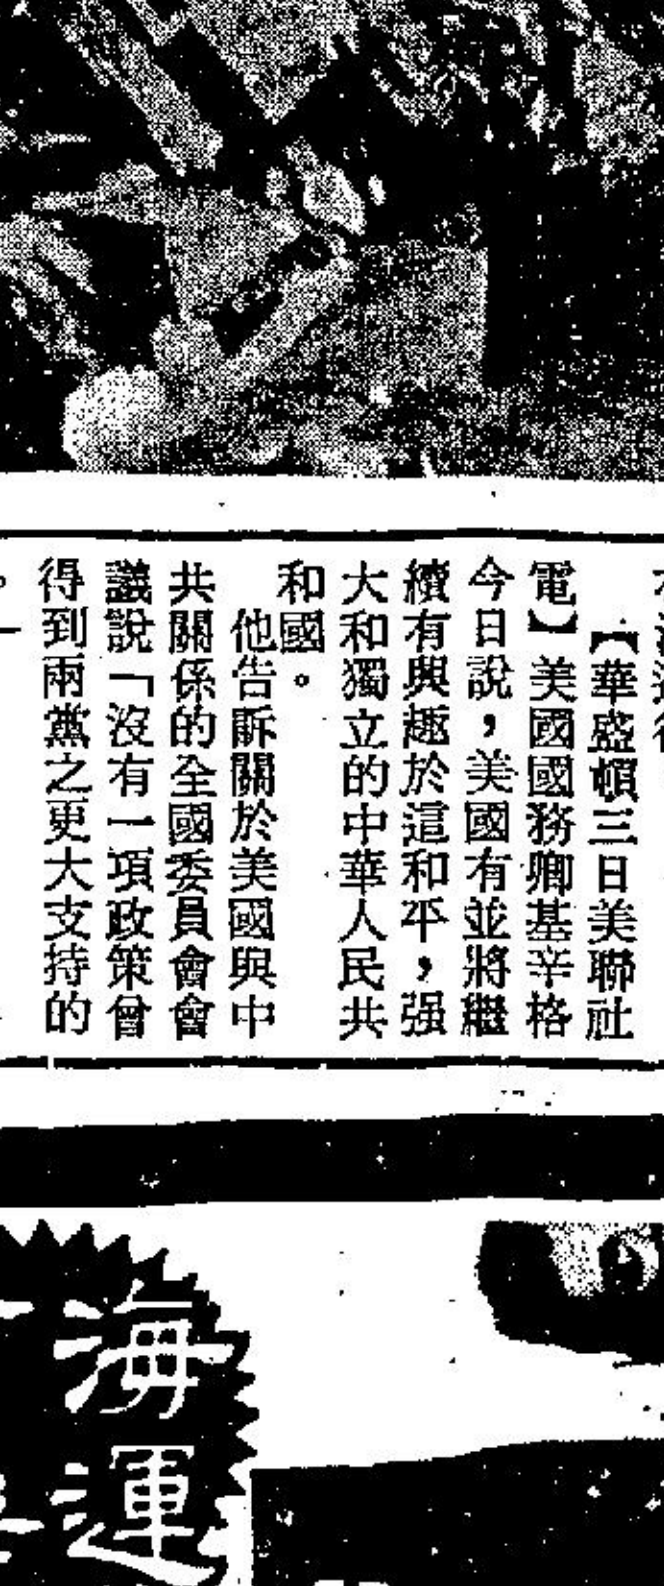 【華盛頓三日美聯社
電】美國國務卿基辛格
今日說，美國有並將繼
續有興趣於這和平，强
大和獨立的中華人民共
和國。
他告訴關於美國與中
共關係的全國委員會會
議說「沒有一項政策曾
得到兩黨之更大支持的
。
海
運